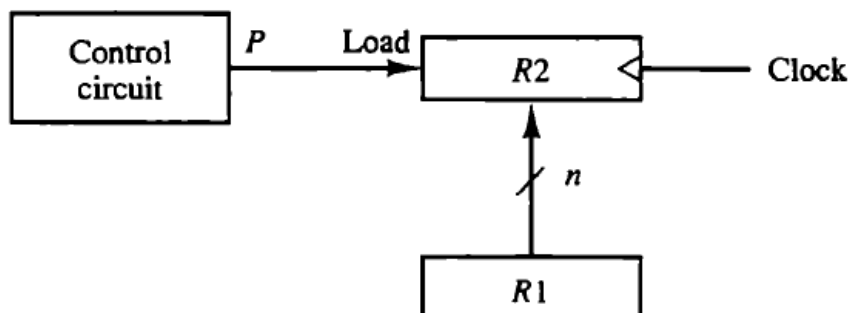 Control
circuit
P
Load
R2
Clock
n
R1